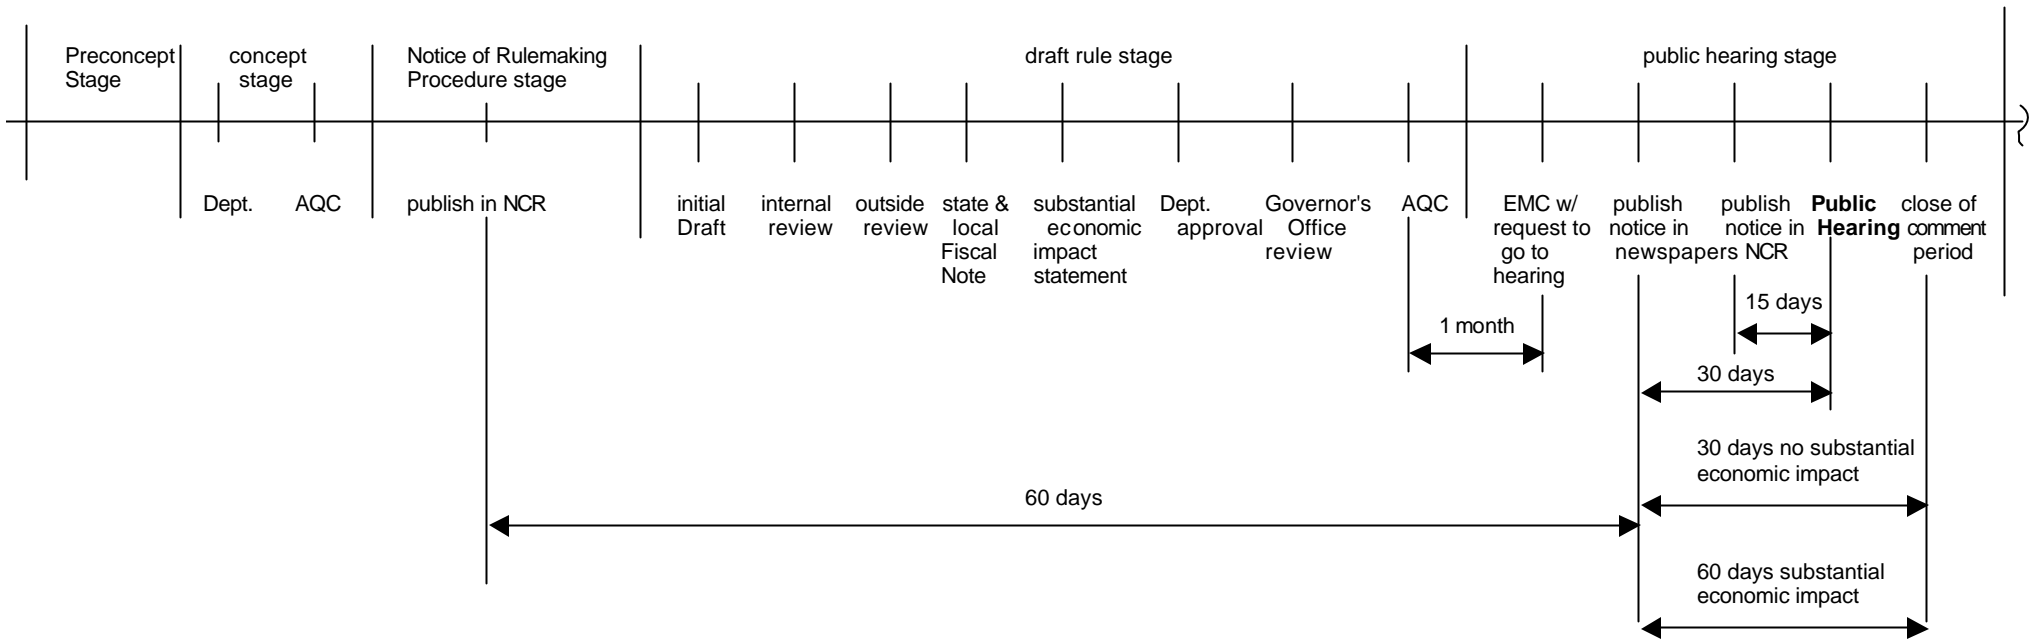 Preconcept
Stage
concept
stage
Notice of Rulemaking
Procedure stage
draft rule stage
public hearing stage
Dept.
AQC
publish in NCR
initial
Draft
internal
review
outside
review
state &
local
Fiscal
Note
substantial
economic
impact
statement
Dept.
approval
Governor's
Office
review
AQC
EMC w/
request to
go to
hearing
publish
notice in
newspapers
publish
notice in
NCR
Public
Hearing
close of
comment
period
15 days
1 month
30 days
30 days no substantial
economic impact
60 days
60 days substantial
economic impact